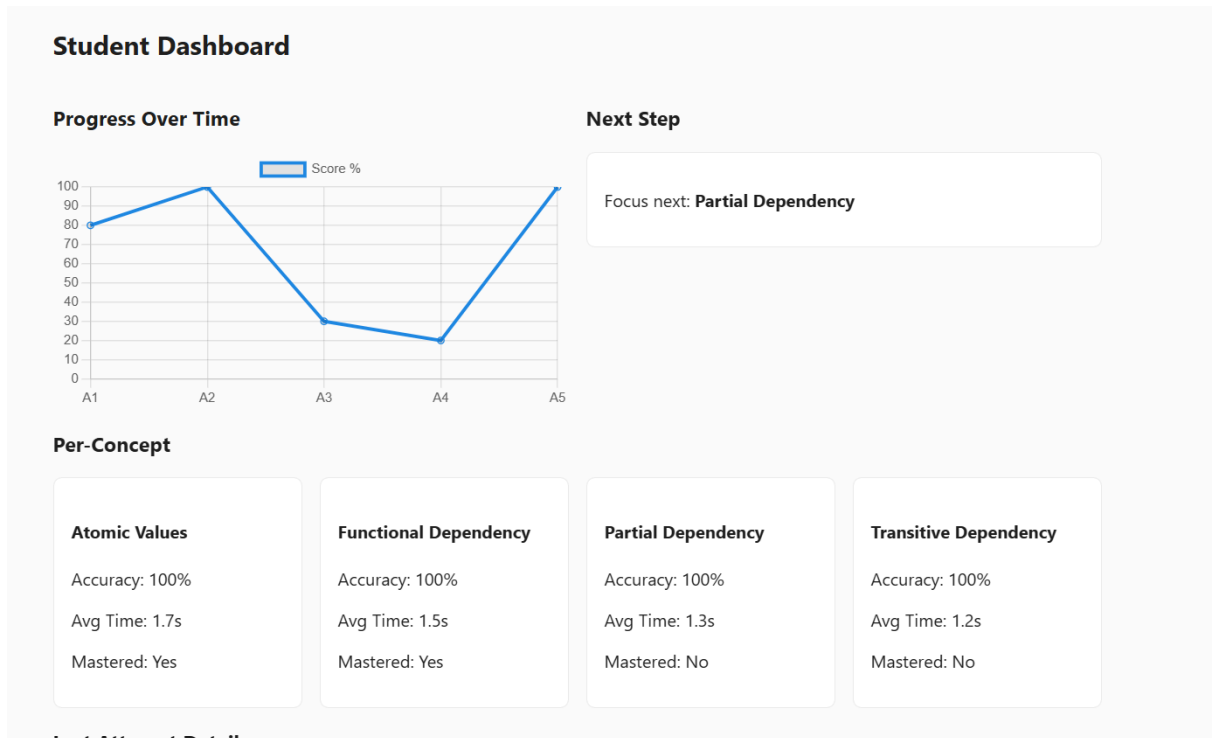 Student Dashboard
Progress Over Time
Next Step
Score %
100
90
80
70
60
50
40
30
20
10
0
A1 A2 A3 A4 A5
Focus next: Partial Dependency
Per-Concept
Atomic Values
Accuracy: 100%
Avg Time: 1.7s
Mastered: Yes
Functional Dependency
Accuracy: 100%
Avg Time: 1.5s
Mastered: Yes
Partial Dependency
Accuracy: 100%
Avg Time: 1.3s
Mastered: No
Transitive Dependency
Accuracy: 100%
Avg Time: 1.2s
Mastered: No